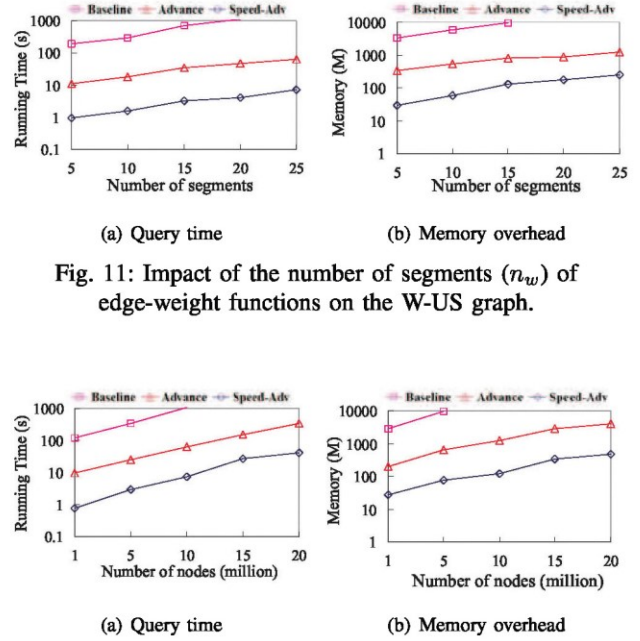 Baseline Advance Speed-Adv
Running Time (s)
1000
100
10
1
0.1
5 10 15 20 25
Number of segments
(a) Query time
Baseline Advance Speed-Adv
Memory (M)
10000
1000
100
10
1
5 10 15 20 25
Number of segments
(b) Memory overhead
Fig. 11: Impact of the number of segments (n_w) of
edge-weight functions on the W-US graph.
Baseline Advance Speed-Adv
Running Time (s)
1000
100
10
1
0.1
1 5 10 15 20
Number of nodes (million)
(a) Query time
Baseline Advance Speed-Adv
Memory (M)
10000
1000
100
10
1
1 5 10 15 20
Number of nodes (million)
(b) Memory overhead